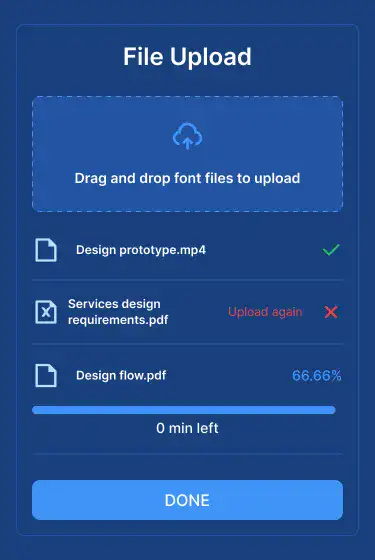 File Upload
Drag and drop font files to upload
Design prototype.mp4
Services design
requirements.pdf
Upload again
Design flow.pdf
66.66%
0 min left
DONE